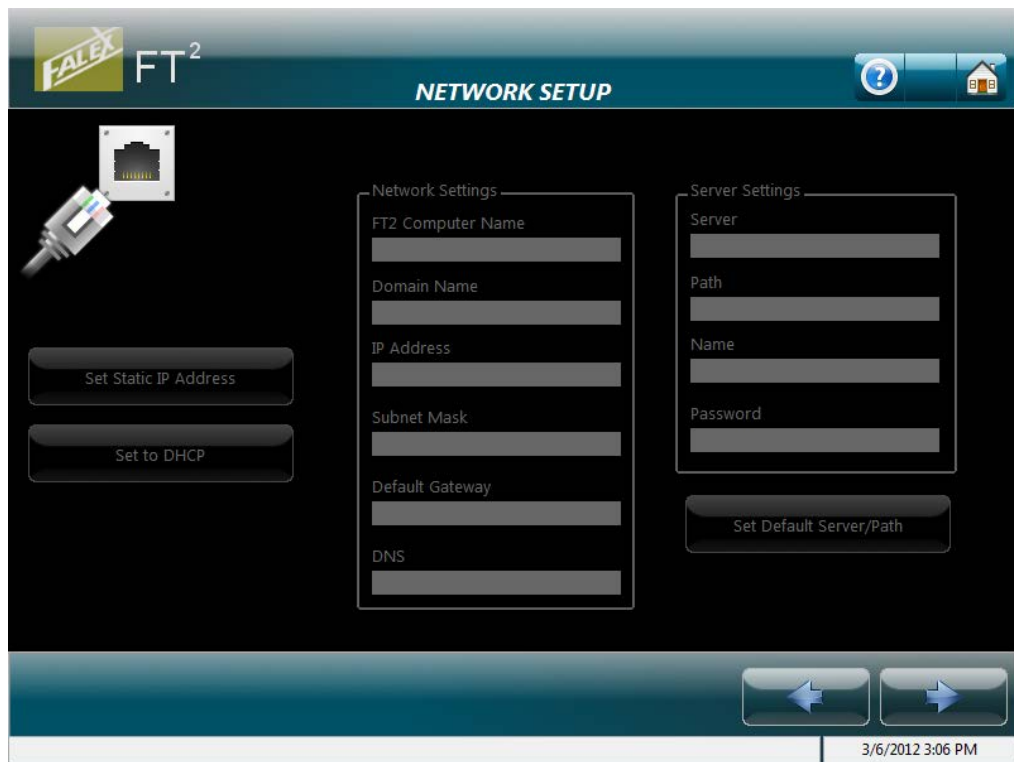 FALEX FT²
NETWORK SETUP
?
Set Static IP Address
Set to DHCP
Network Settings
FT2 Computer Name
Domain Name
IP Address
Subnet Mask
Default Gateway
DNS
Server Settings
Server
Path
Name
Password
Set Default Server/Path
3/6/2012 3:06 PM